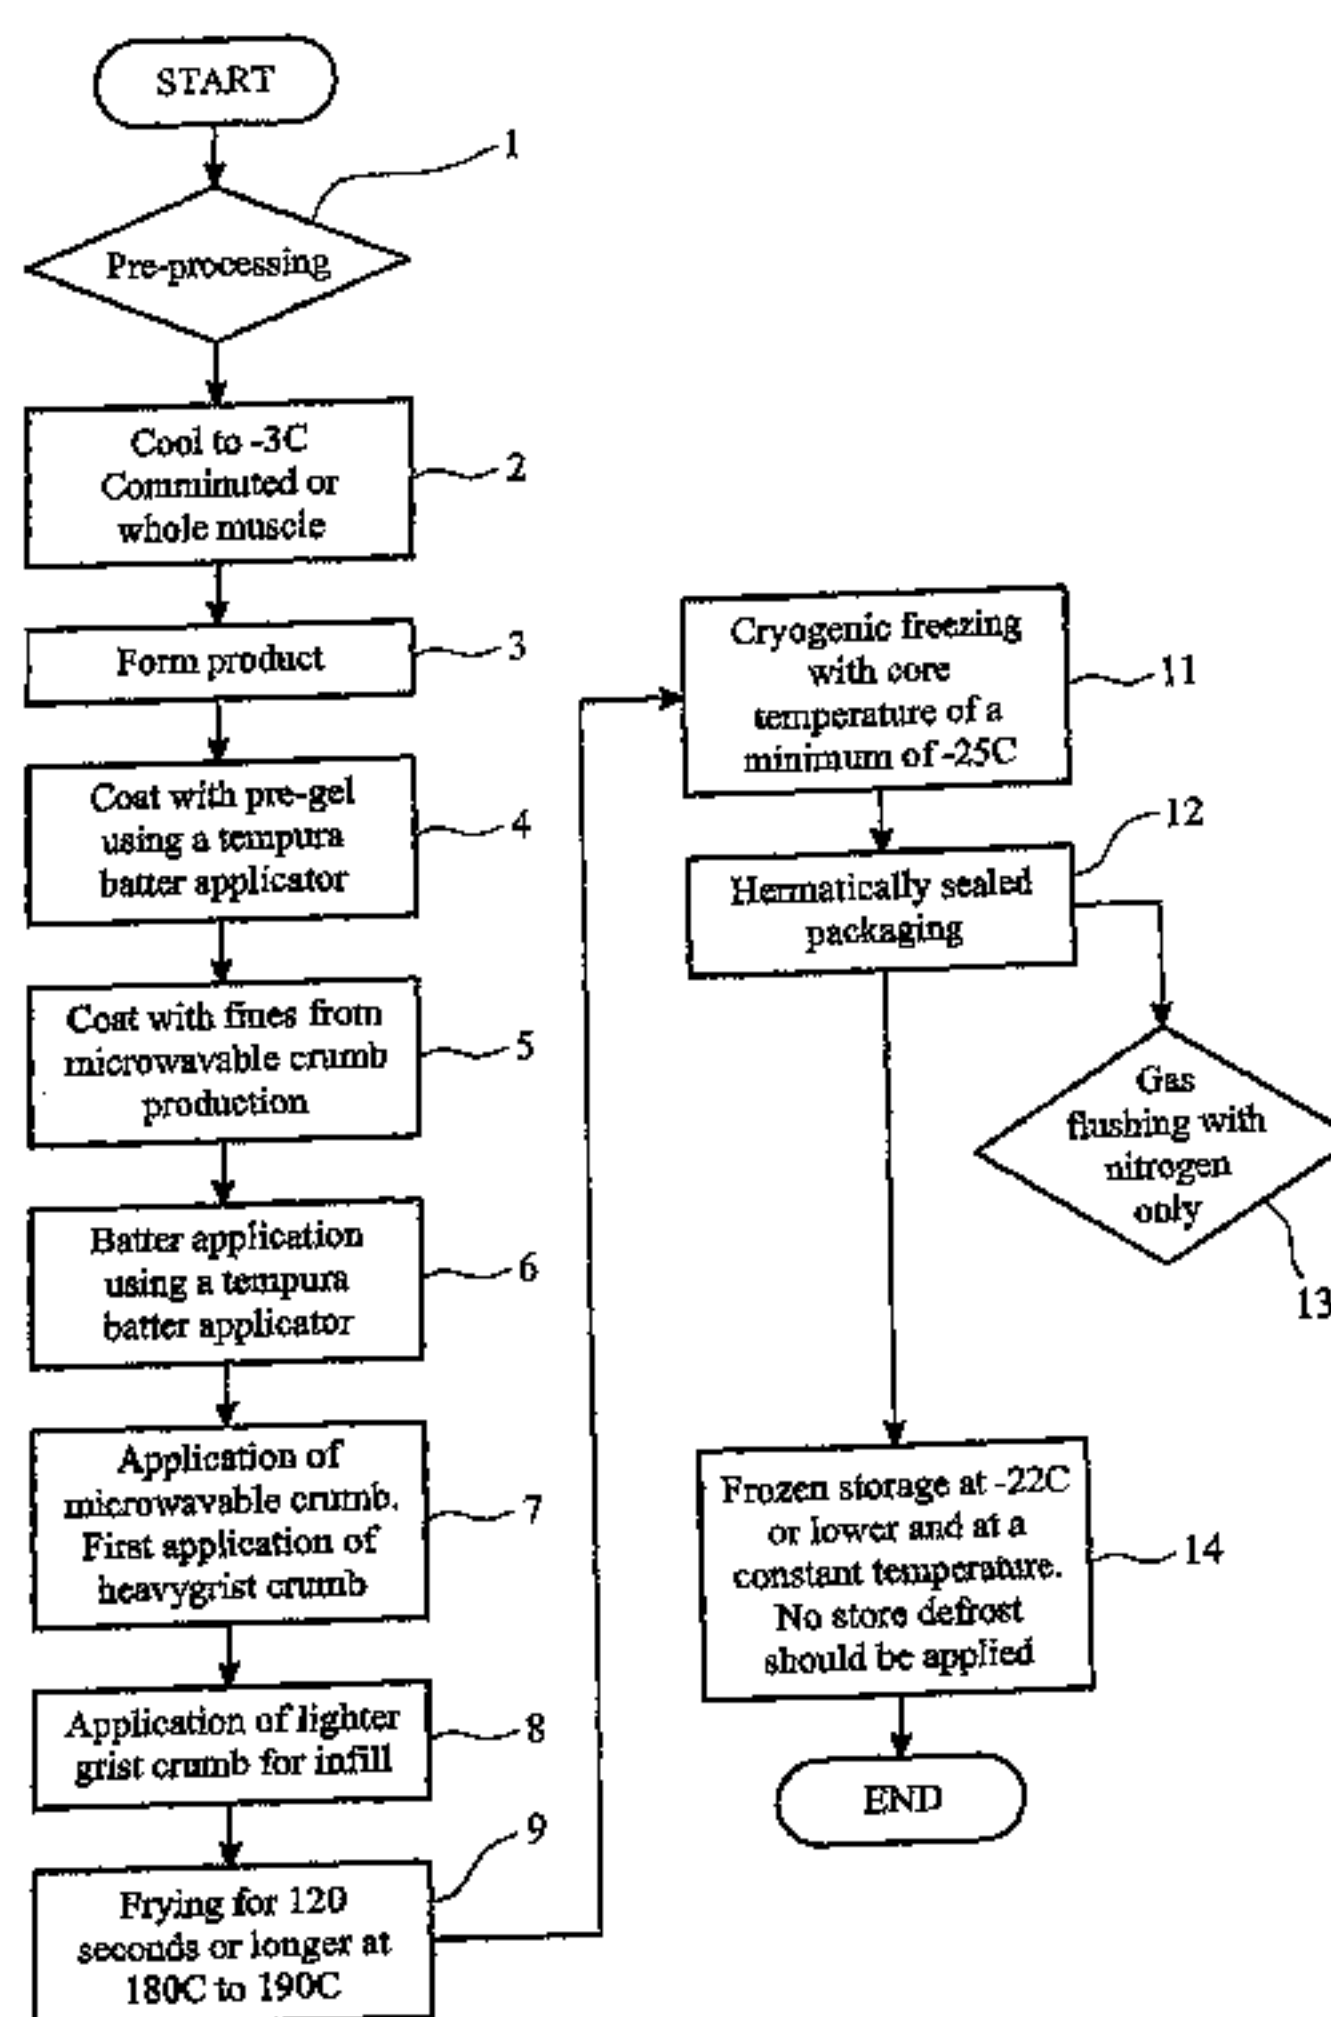 START
1
Pre-processing
Cool to -3C
Comminuted or
whole muscle
2
Form product
3
Coat with pre-gel
using a tempura
batter applicator
4
Coat with fines from
microwavable crumb
production
5
Batter application
using a tempura
batter applicator
6
Application of
microwavable crumb.
First application of
heavygrist crumb
7
Application of lighter
grist crumb for infill
8
Frying for 120
seconds or longer at
180C to 190C
9
Cryogenic freezing
with core
temperature of a
minimum of -25C
11
Hermatically sealed
packaging
12
Gas
flushing with
nitrogen
only
13
Frozen storage at -22C
or lower and at a
constant temperature.
No store defrost
should be applied
14
END